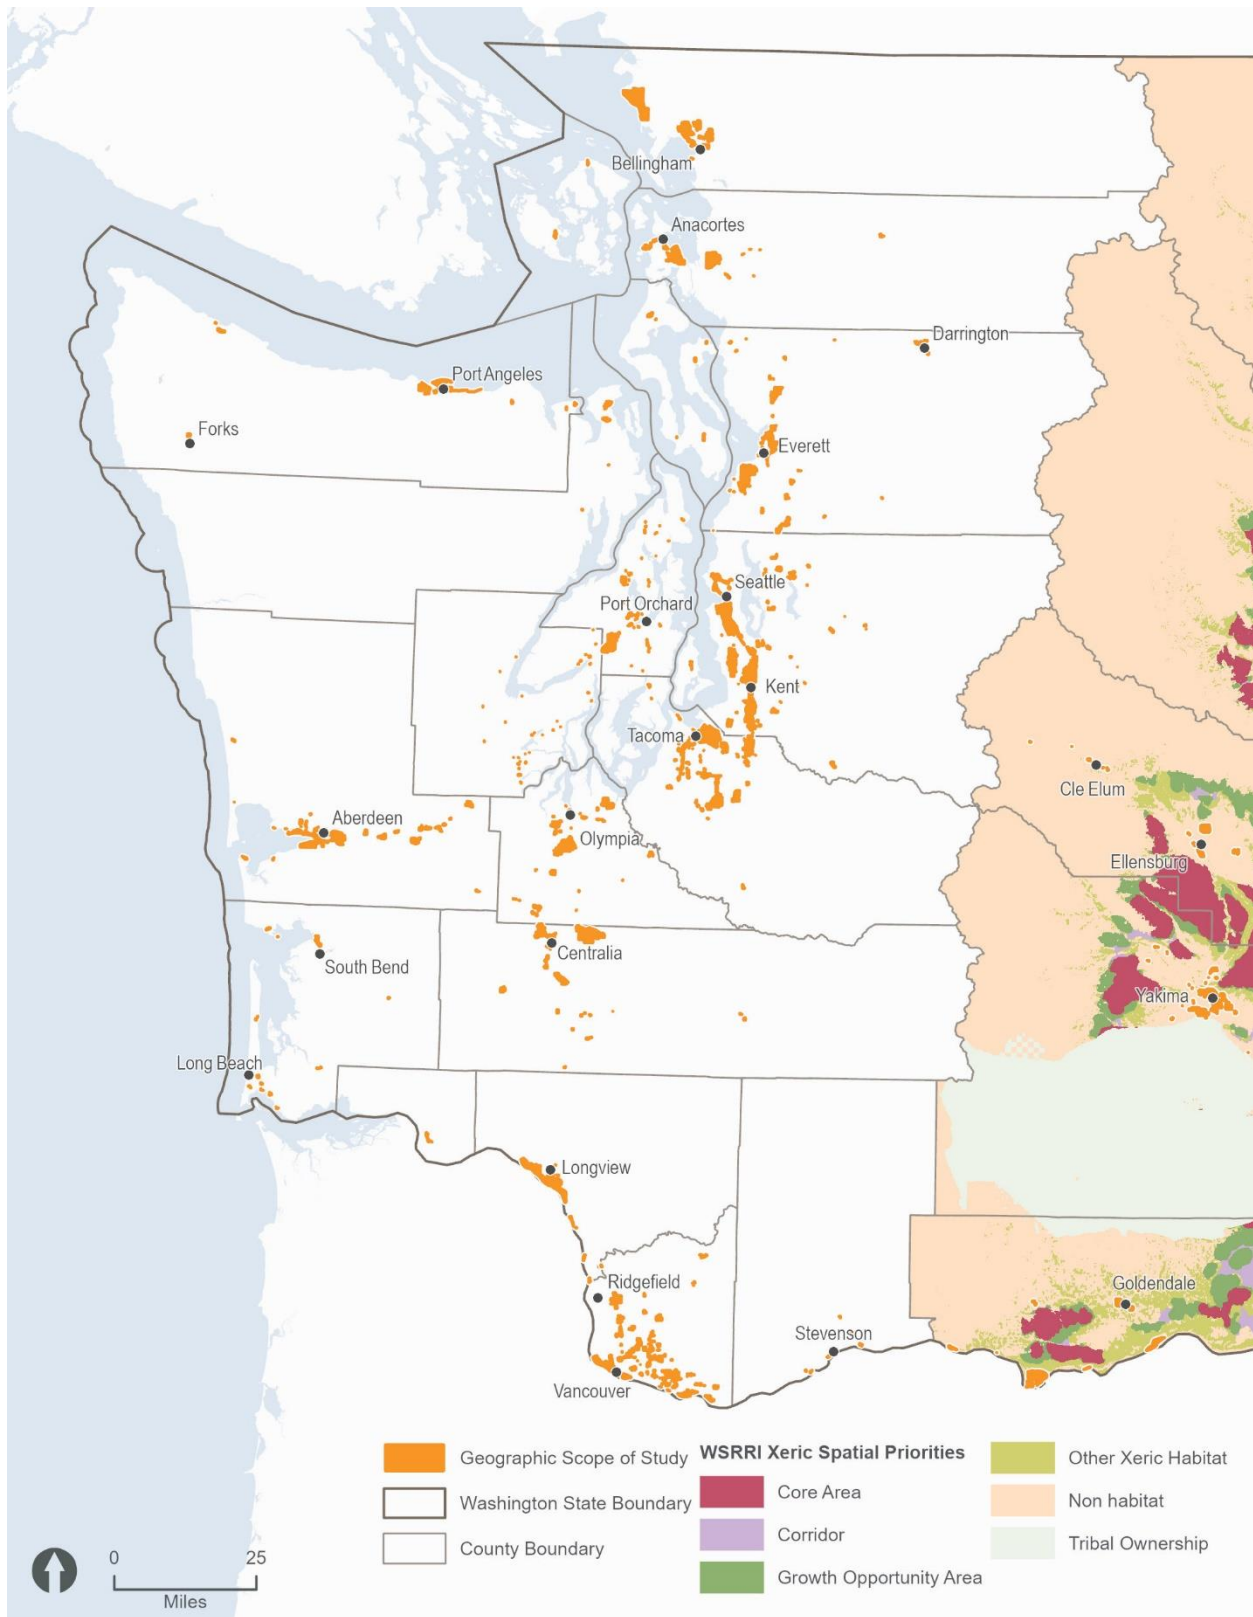 Bellingham
Anacortes
Darrington
Port Angeles
Forks
Everett
Seattle
Port Orchard
Kent
Tacoma
Cle Elum
Aberdeen
Olympia
Ellensburg
Centralia
South Bend
Yakima
Long Beach
Longview
Ridgefield
Goldendale
Stevenson
Vancouver
Geographic Scope of Study
Washington State Boundary
County Boundary
WSRRI Xeric Spatial Priorities
Core Area
Corridor
Growth Opportunity Area
Other Xeric Habitat
Non habitat
Tribal Ownership
0 25
Miles